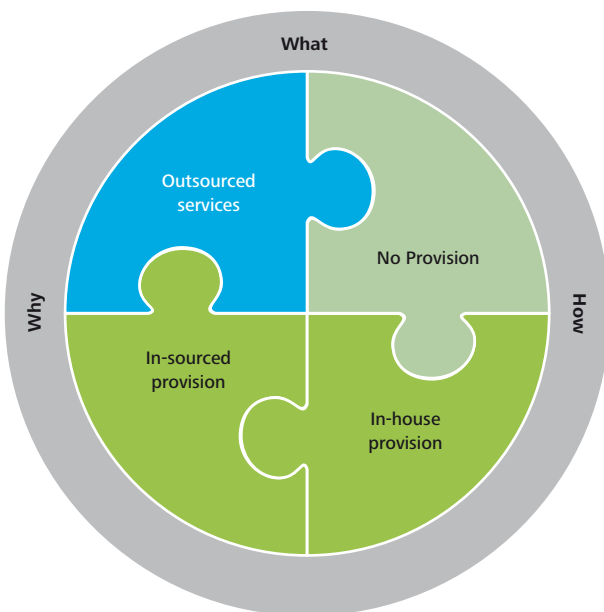 What
Outsourced
services
No Provision
Why
How
In-sourced
provision
In-house
provision